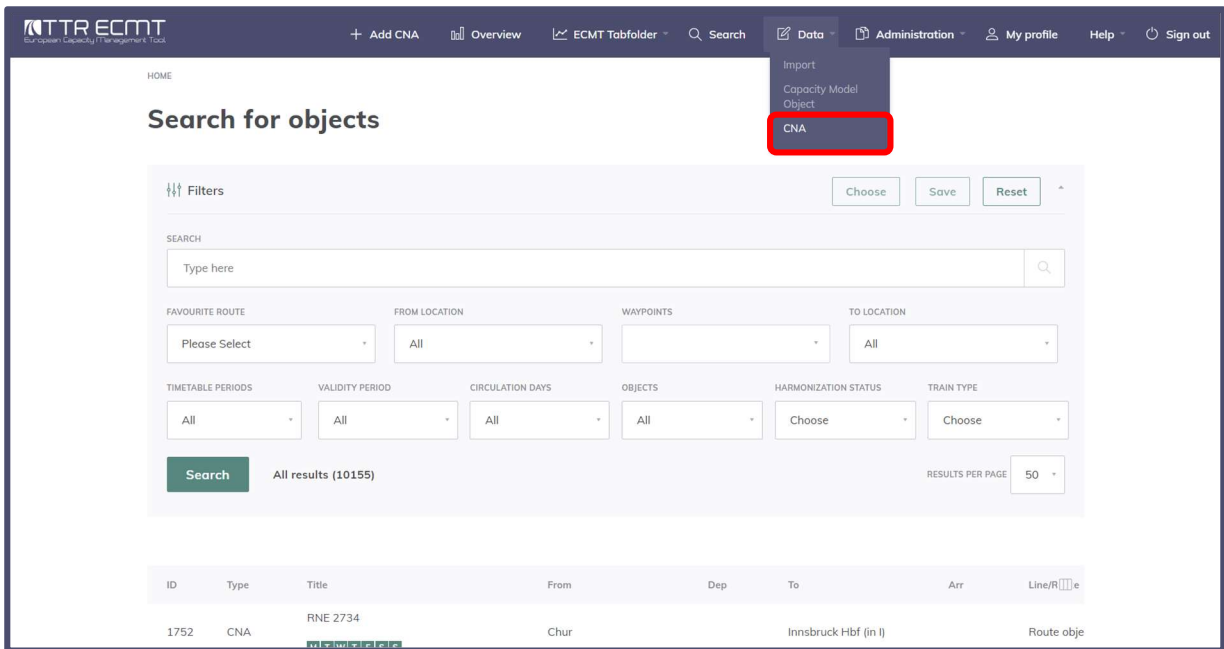 TTR ECMT
European Capacity Management Tool
+ Add CNA Overview ECMT Tabfolder Search Data Administration My profile Help Sign out
Import
Capacity Model
Object
CNA
HOME
Search for objects
Filters Choose Save Reset
SEARCH
Type here
FAVOURITE ROUTE FROM LOCATION WAYPOINTS TO LOCATION
Please Select All All
TIMETABLE PERIODS VALIDITY PERIOD CIRCULATION DAYS OBJECTS HARMONIZATION STATUS TRAIN TYPE
All All All All Choose Choose
Search All results (10155) RESULTS PER PAGE 50
ID Type Title From Dep To Arr Line/R e
RNE 2734
1752 CNA Chur Innsbruck Hbf (in I) Route obje
M T W T F S S